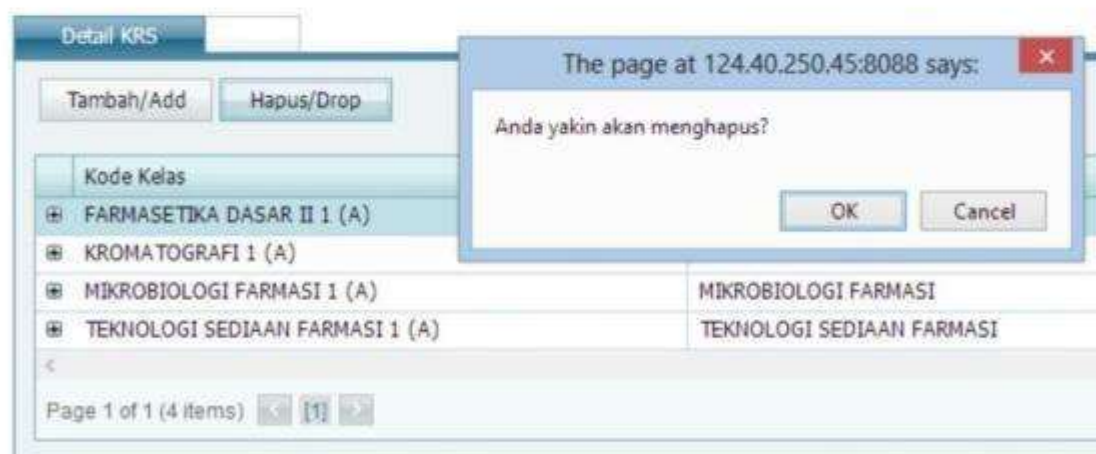 Detail KRS
The page at 124.40.250.45:8088 says:
Tambah/Add Hapus/Drop
Anda yakin akan menghapus?
OK Cancel
Kode Kelas
FARMASETIKA DASAR II 1 (A)
KROMATOGRAFI 1 (A)
MIKROBIOLOGI FARMASI 1 (A) MIKROBIOLOGI FARMASI
TEKNOLOGI SEDIAAN FARMASI 1 (A) TEKNOLOGI SEDIAAN FARMASI
Page 1 of 1 (4 items) < [1] >